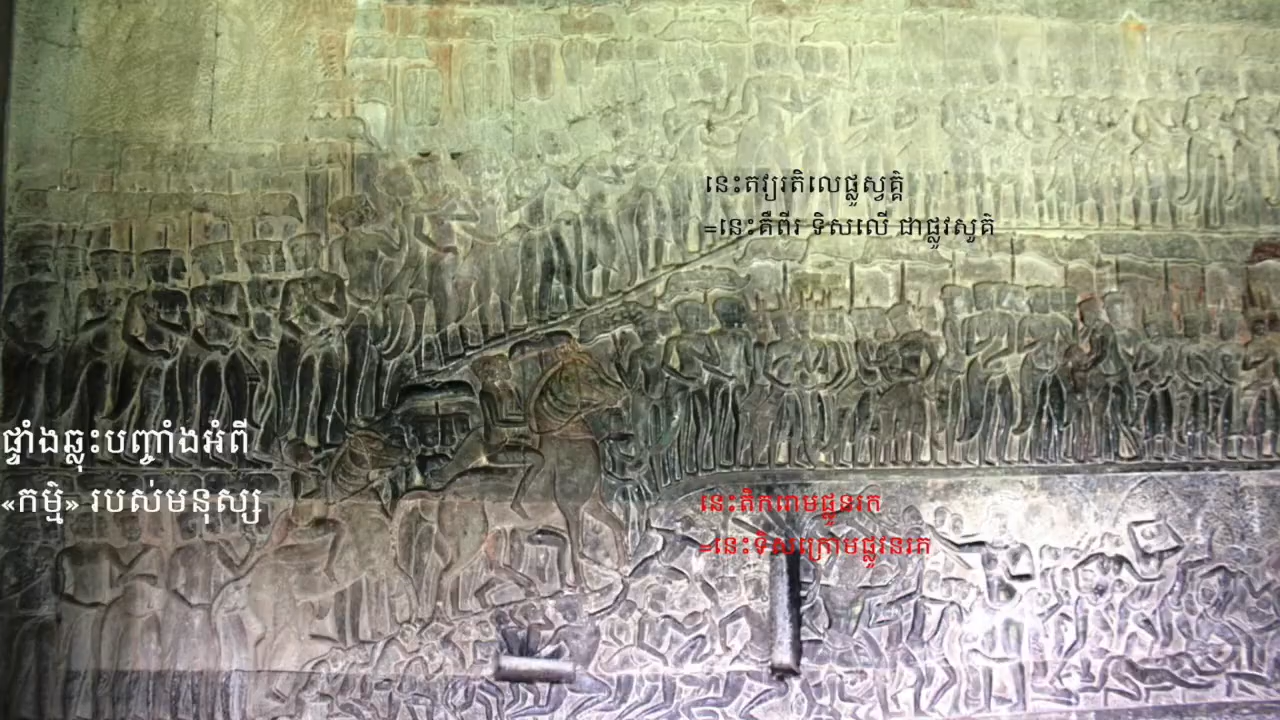 នេះតវ្យរតិលេផ្លូស្វគ្គ៌
=នេះគឺពីរ ទិសលើ ជាផ្លូវសួគ៌
ផ្ទាំងឆ្លុះបញ្ចាំងអំពី
«កម្ម៌» របស់មនុស្ស
នេះតីករោមផ្លូនរក
=នេះទិសក្រោមផ្លូវនរក